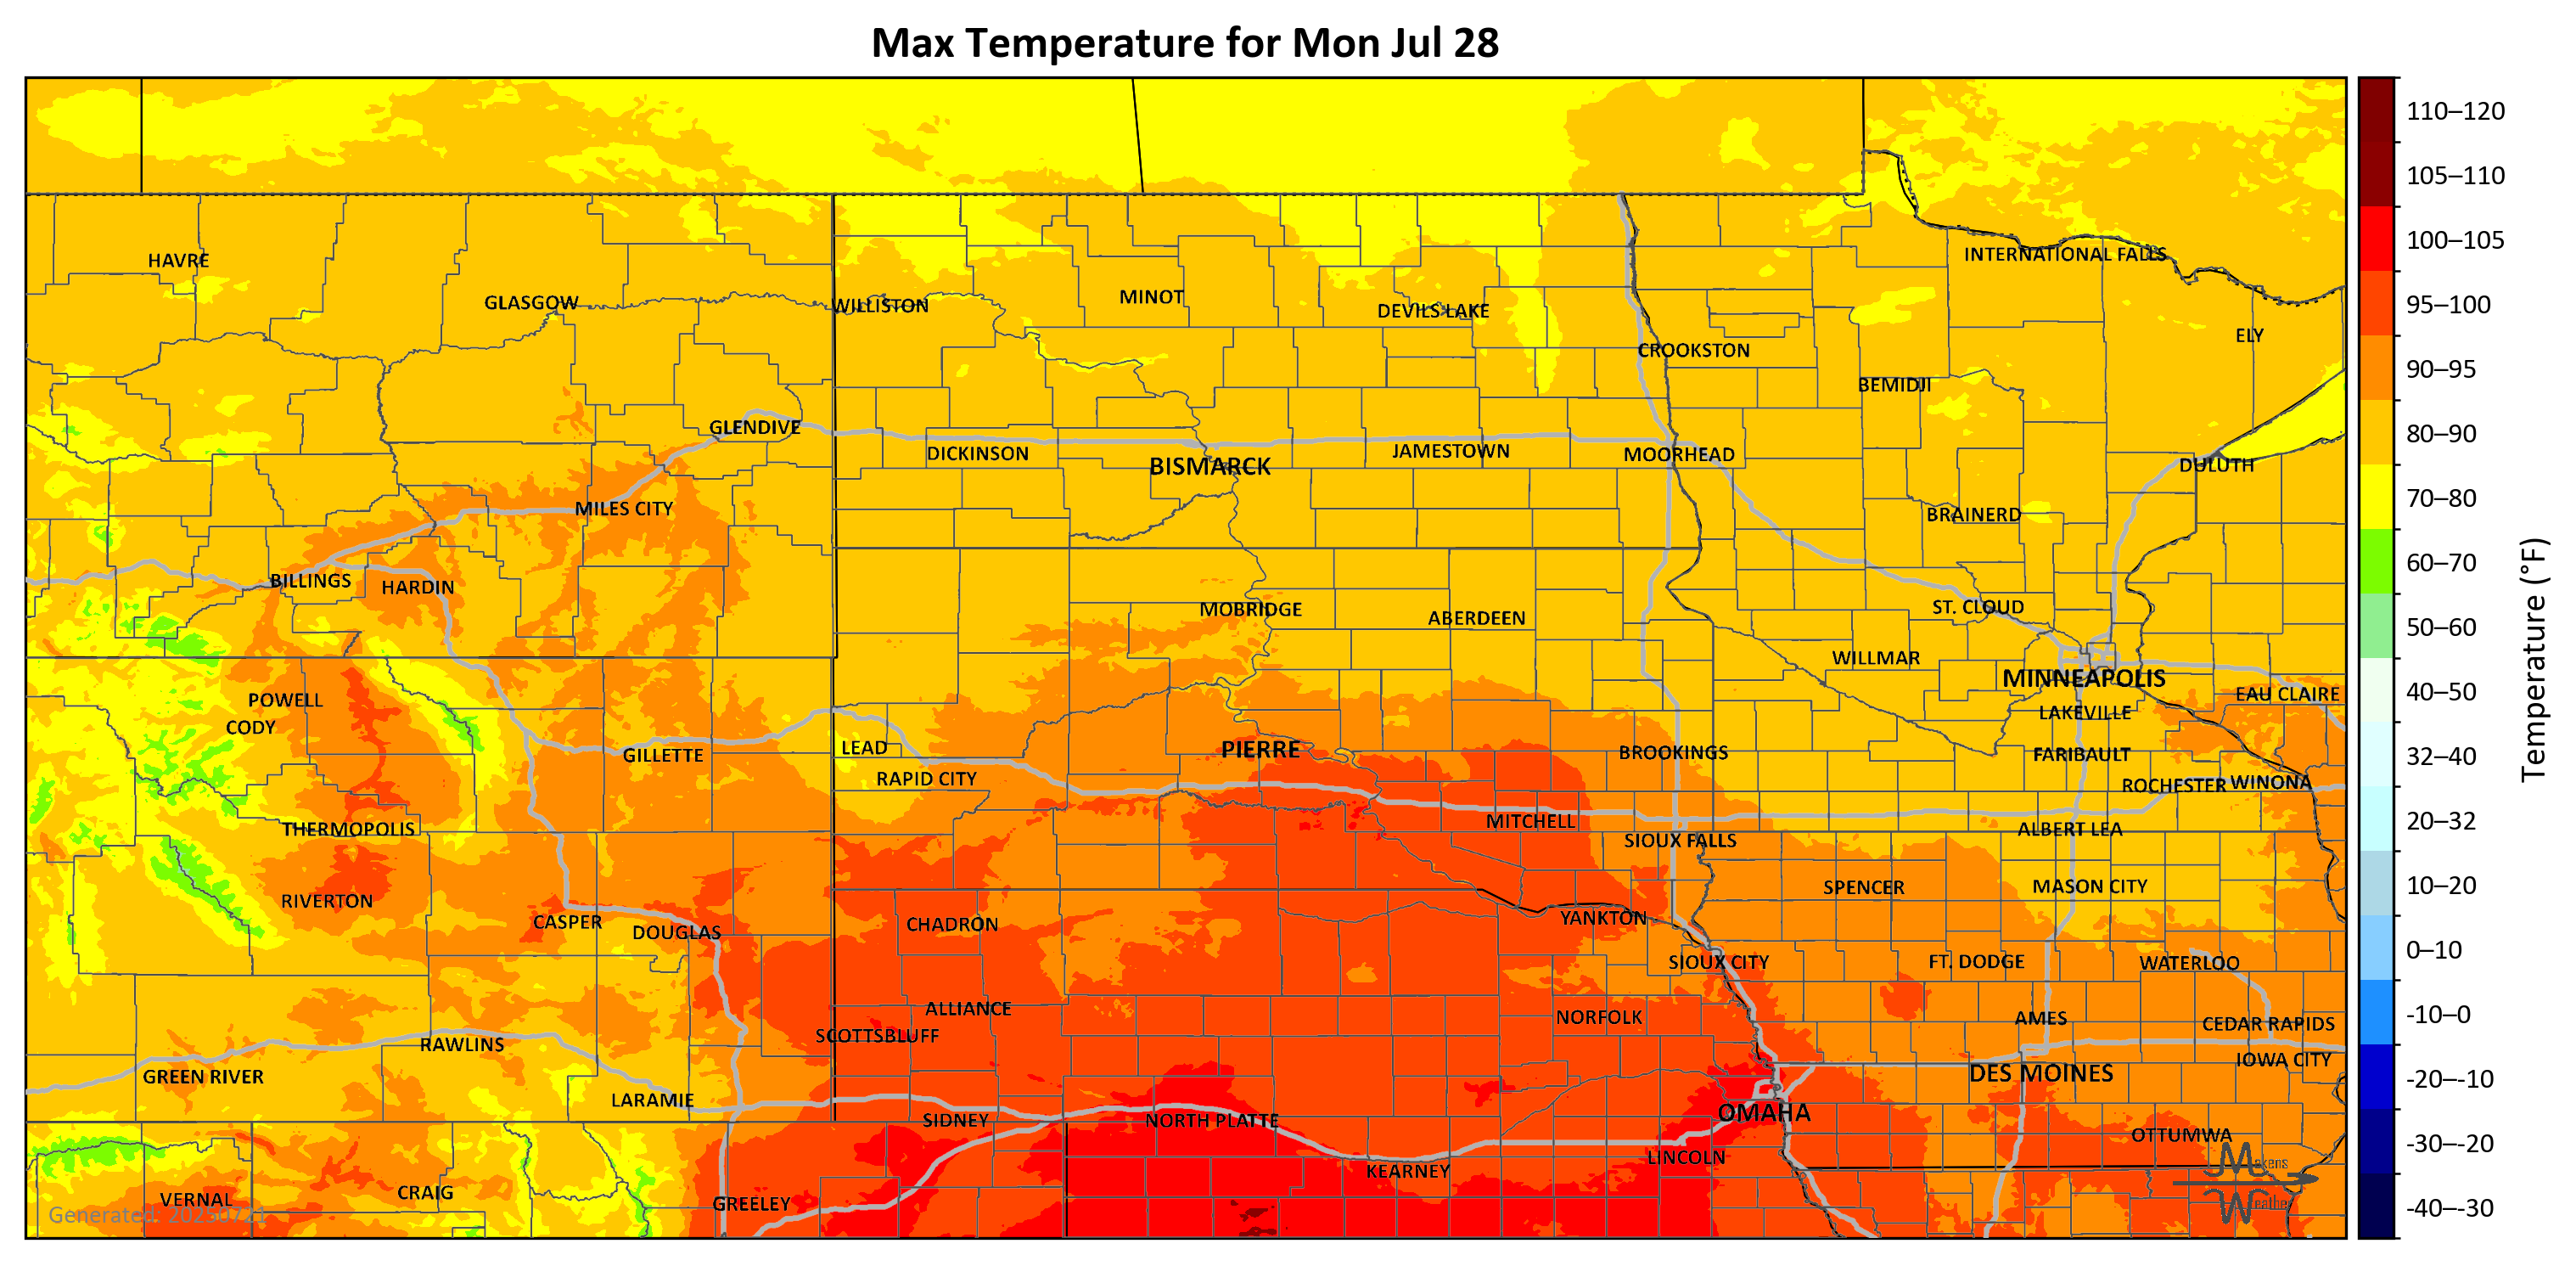 Max Temperature for Mon Jul 28
HAVRE
INTERNATIONAL FALLS
GLASGOW
WILLISTON
MINOT
DEVILS LAKE
ELY
CROOKSTON
BEMIDJI
GLENDIVE
DICKINSON
BISMARCK
JAMESTOWN
MOORHEAD
DULUTH
MILES CITY
BRAINERD
BILLINGS
HARDIN
MOBRIDGE
ABERDEEN
ST. CLOUD
WILLMAR
MINNEAPOLIS
EAU CLAIRE
POWELL
CODY
LAKEVILLE
GILLETTE
LEAD
PIERRE
BROOKINGS
FARIBAULT
RAPID CITY
ROCHESTER
WINONA
THERMOPOLIS
MITCHELL
ALBERT LEA
SIOUX FALLS
SPENCER
MASON CITY
RIVERTON
CASPER
DOUGLAS
CHADRON
YANKTON
SIOUX CITY
FT. DODGE
WATERLOO
ALLIANCE
NORFOLK
AMES
CEDAR RAPIDS
SCOTTSBLUFF
RAWLINS
IOWA CITY
GREEN RIVER
DES MOINES
LARAMIE
SIDNEY
NORTH PLATTE
OMAHA
OTTUMWA
LINCOLN
KEARNEY
VERNAL
CRAIG
GREELEY
Generated: 20250721
Makens
Weather
110–120
105–110
100–105
95–100
90–95
80–90
70–80
60–70
50–60
40–50
32–40
20–32
10–20
0–10
-10–0
-20–-10
-30–-20
-40–-30
Temperature (°F)